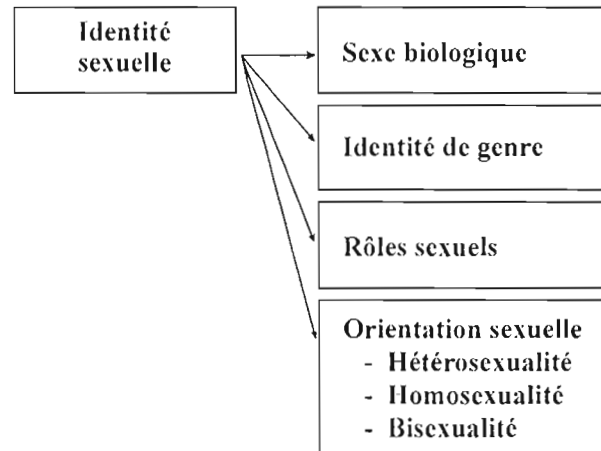 Identité
sexuelle
Sexe biologique
Identité de genre
Rôles sexuels
Orientation sexuelle
- Hétérosexualité
- Homosexualité
- Bisexualité